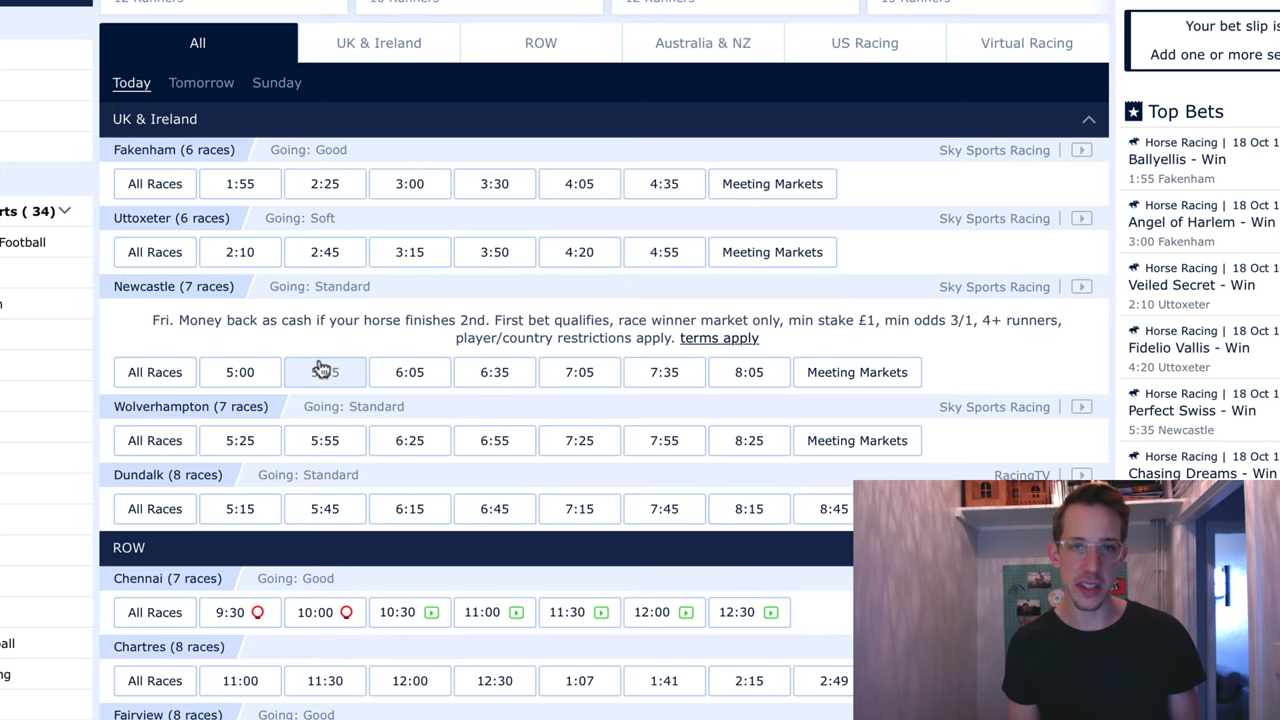 All UK & Ireland ROW Australia & NZ US Racing Virtual Racing
Today Tomorrow Sunday
UK & Ireland
Fakenham (6 races) Going: Good Sky Sports Racing
All Races 1:55 2:25 3:00 3:30 4:05 4:35 Meeting Markets
Uttoxeter (6 races) Going: Soft Sky Sports Racing
All Races 2:10 2:45 3:15 3:50 4:20 4:55 Meeting Markets
Newcastle (7 races) Going: Standard Sky Sports Racing
Fri. Money back as cash if your horse finishes 2nd. First bet qualifies, race winner market only, min stake £1, min odds 3/1, 4+ runners,
player/country restrictions apply. terms apply
All Races 5:00 6:05 6:35 7:05 7:35 8:05 Meeting Markets
Wolverhampton (7 races) Going: Standard Sky Sports Racing
All Races 5:25 5:55 6:25 6:55 7:25 7:55 8:25 Meeting Markets
Dundalk (8 races) Going: Standard RacingTV
All Races 5:15 5:45 6:15 6:45 7:15 7:45 8:15 8:45
ROW
Chennai (7 races) Going: Good
All Races 9:30 10:00 10:30 11:00 11:30 12:00 12:30
Chartres (8 races)
All Races 11:00 11:30 12:00 12:30 1:07 1:41 2:15 2:49
Fairview (8 races) Going: Good
rts ( 34)
Football
n
ball
ng
Your bet slip is
Add one or more se
Top Bets
Horse Racing | 18 Oct 1
Ballyellis - Win
1:55 Fakenham
Horse Racing | 18 Oct 1
Angel of Harlem - Win
3:00 Fakenham
Horse Racing | 18 Oct 1
Veiled Secret - Win
2:10 Uttoxeter
Horse Racing | 18 Oct 1
Fidelio Vallis - Win
4:20 Uttoxeter
Horse Racing | 18 Oct 1
Perfect Swiss - Win
5:35 Newcastle
Horse Racing | 18 Oct 1
Chasing Dreams - Win